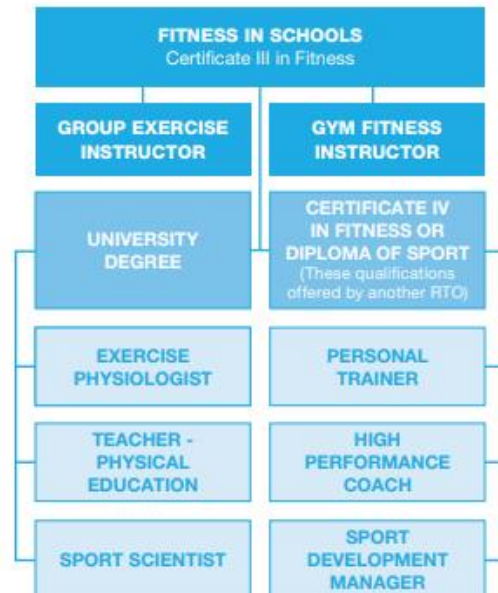 FITNESS IN SCHOOLS
Certificate III in Fitness
GROUP EXERCISE
INSTRUCTOR
GYM FITNESS
INSTRUCTOR
UNIVERSITY
DEGREE
CERTIFICATE IV
IN FITNESS OR
DIPLOMA OF SPORT
(These qualifications
offered by another RTO)
EXERCISE
PHYSIOLOGIST
PERSONAL
TRAINER
TEACHER -
PHYSICAL
EDUCATION
HIGH
PERFORMANCE
COACH
SPORT SCIENTIST
SPORT
DEVELOPMENT
MANAGER